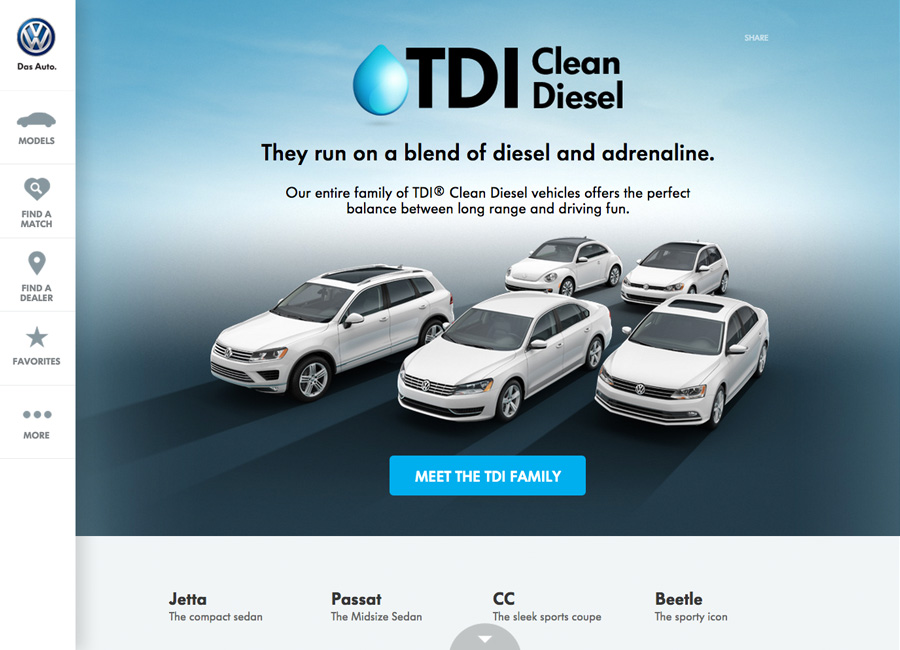 Das Auto.
MODELS
FIND A
MATCH
FIND A
DEALER
FAVORITES
MORE
SHARE
TDI Clean
Diesel
They run on a blend of diesel and adrenaline.
Our entire family of TDI® Clean Diesel vehicles offers the perfect
balance between long range and driving fun.
MEET THE TDI FAMILY
Jetta
The compact sedan
Passat
The Midsize Sedan
CC
The sleek sports coupe
Beetle
The sporty icon